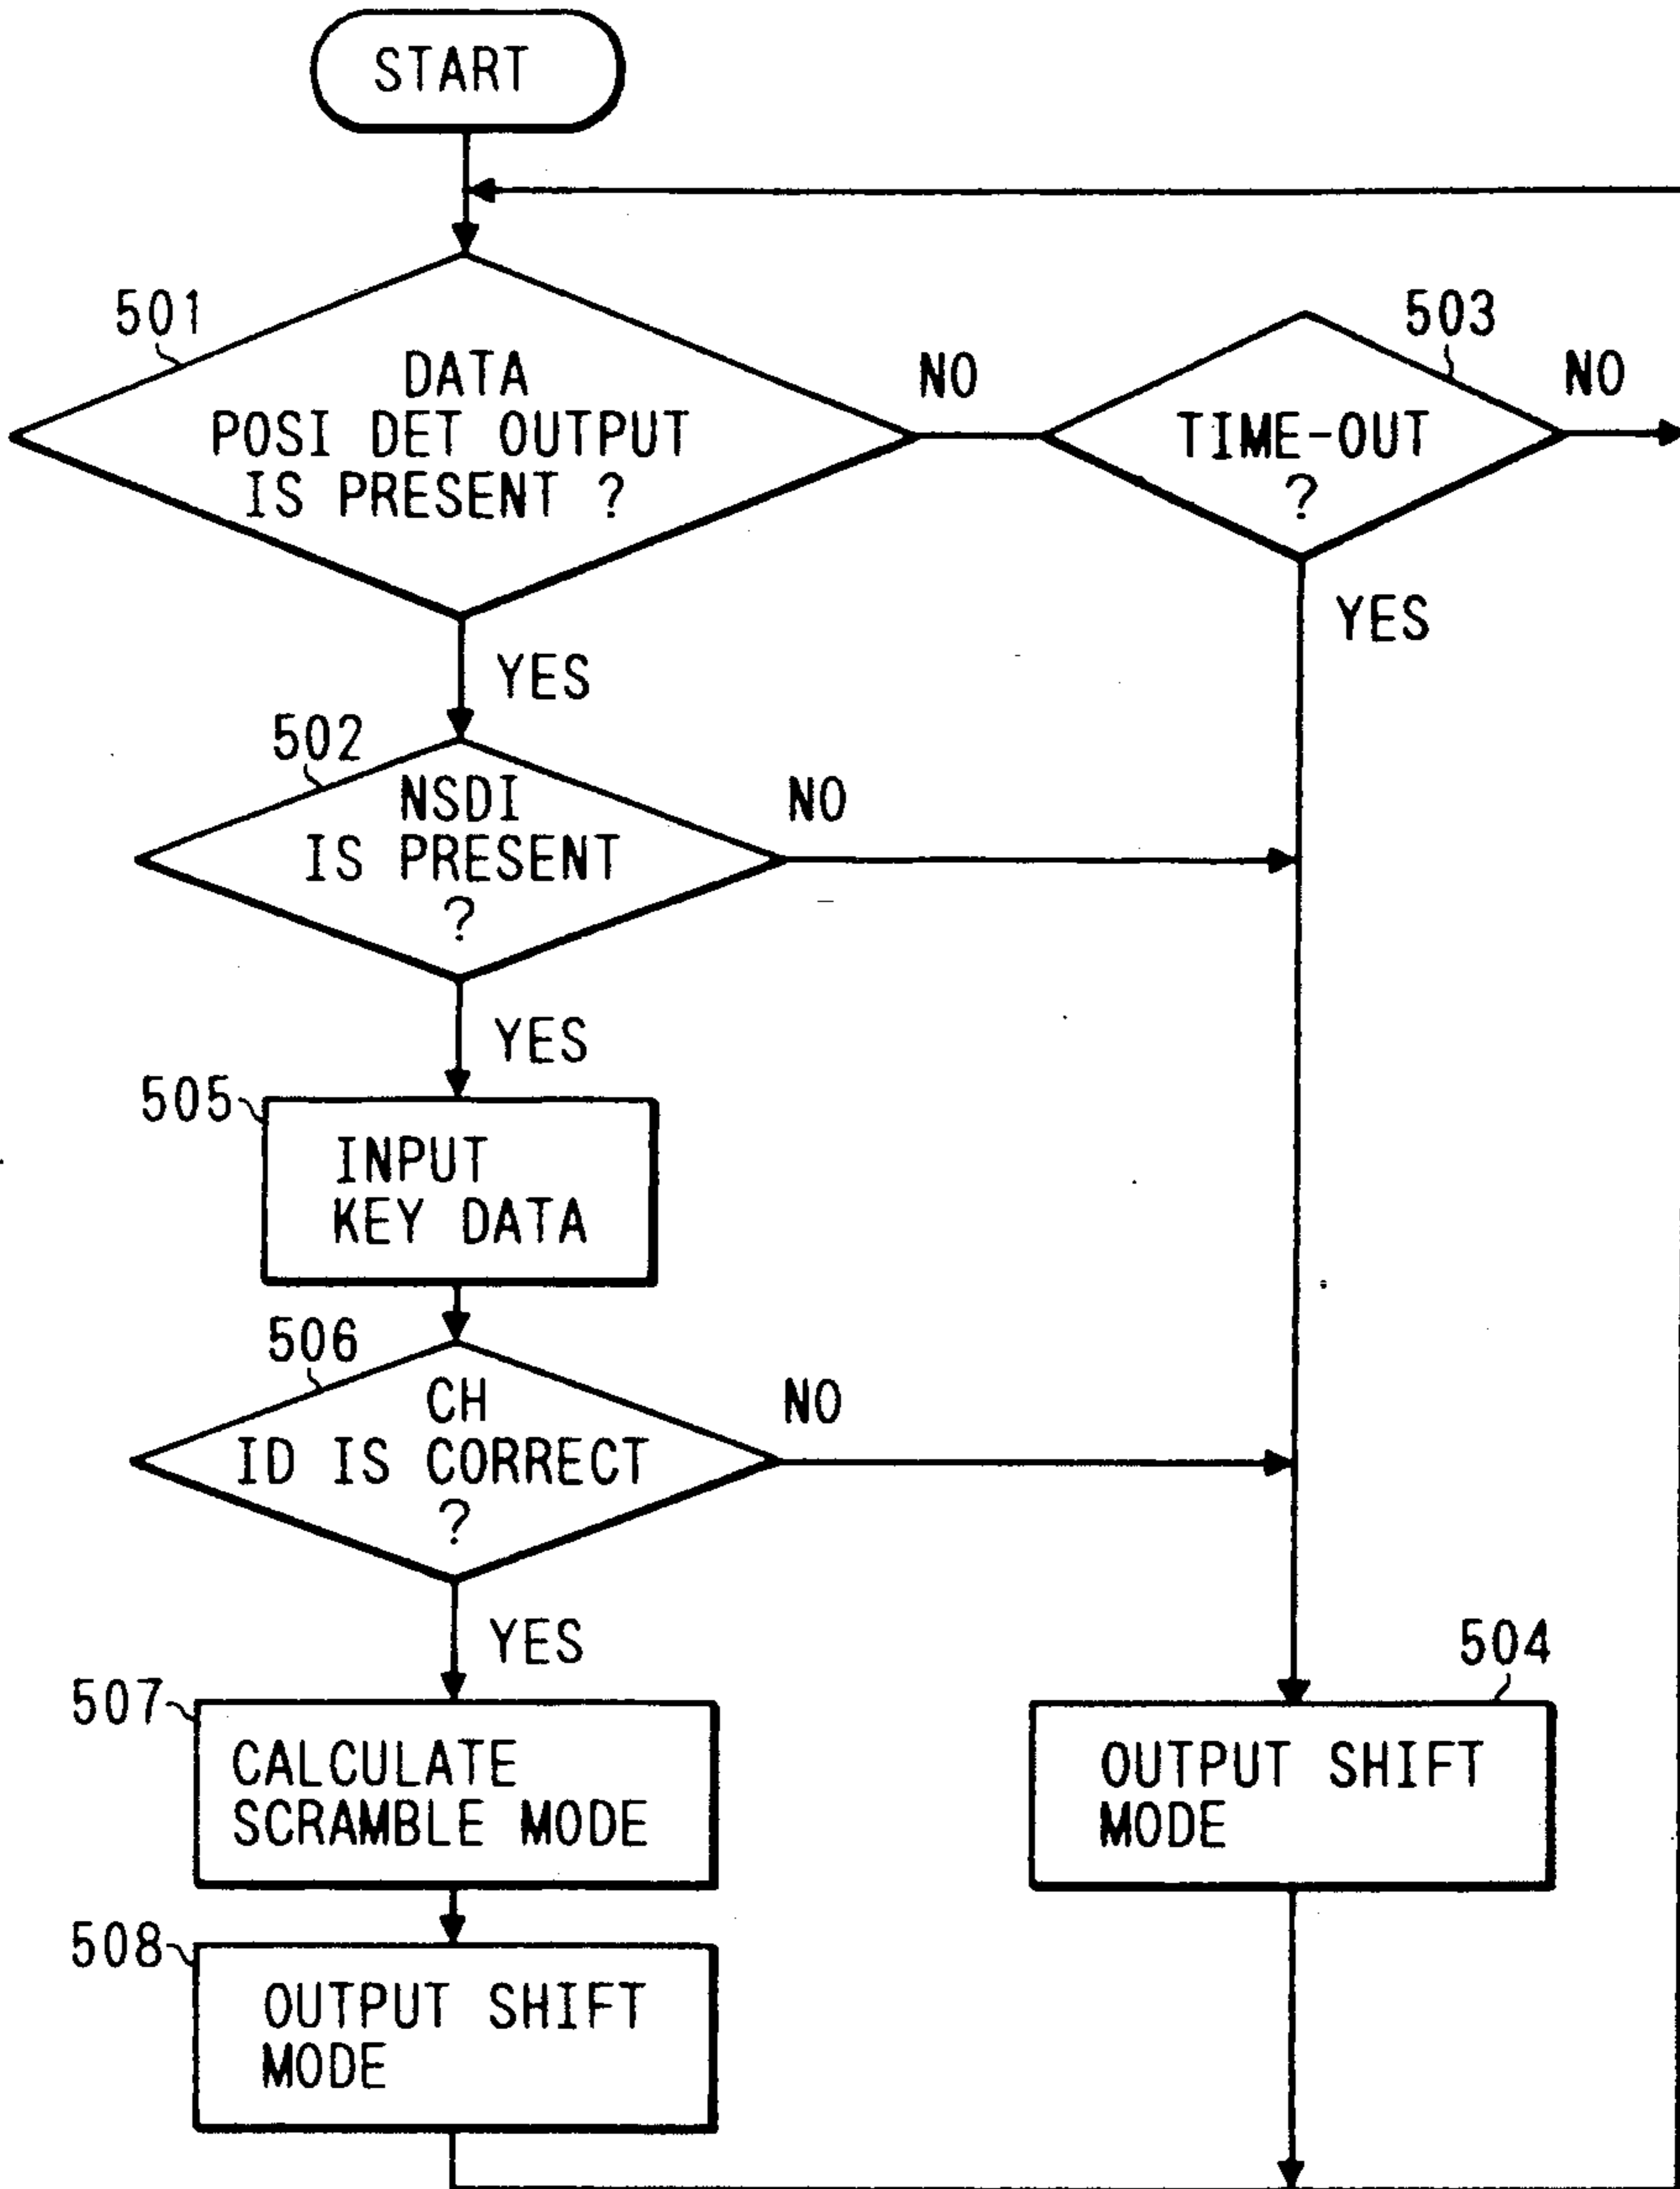 START
501
DATA
POSI DET OUTPUT
IS PRESENT ?
NO
503
TIME-OUT
?
NO
YES
YES
502
NSDI
IS PRESENT
?
NO
YES
505
INPUT
KEY DATA
506
CH
ID IS CORRECT
?
NO
YES
507
CALCULATE
SCRAMBLE MODE
504
OUTPUT SHIFT
MODE
508
OUTPUT SHIFT
MODE